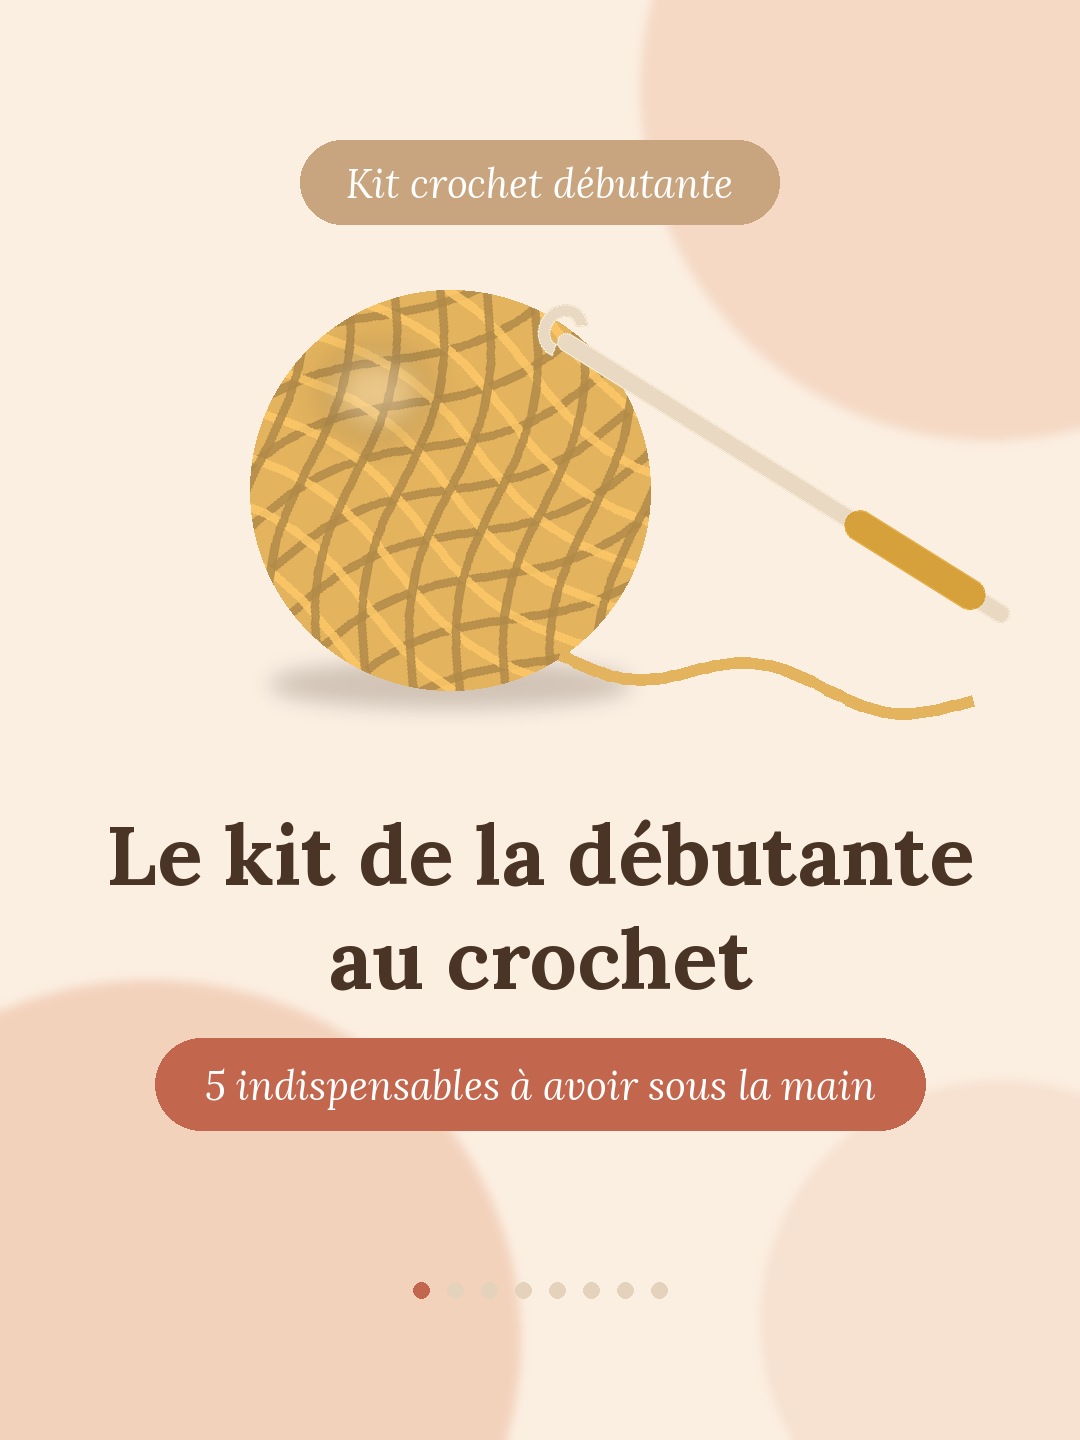 Kit crochet débutante
Le kit de la débutante
au crochet
5 indispensables à avoir sous la main